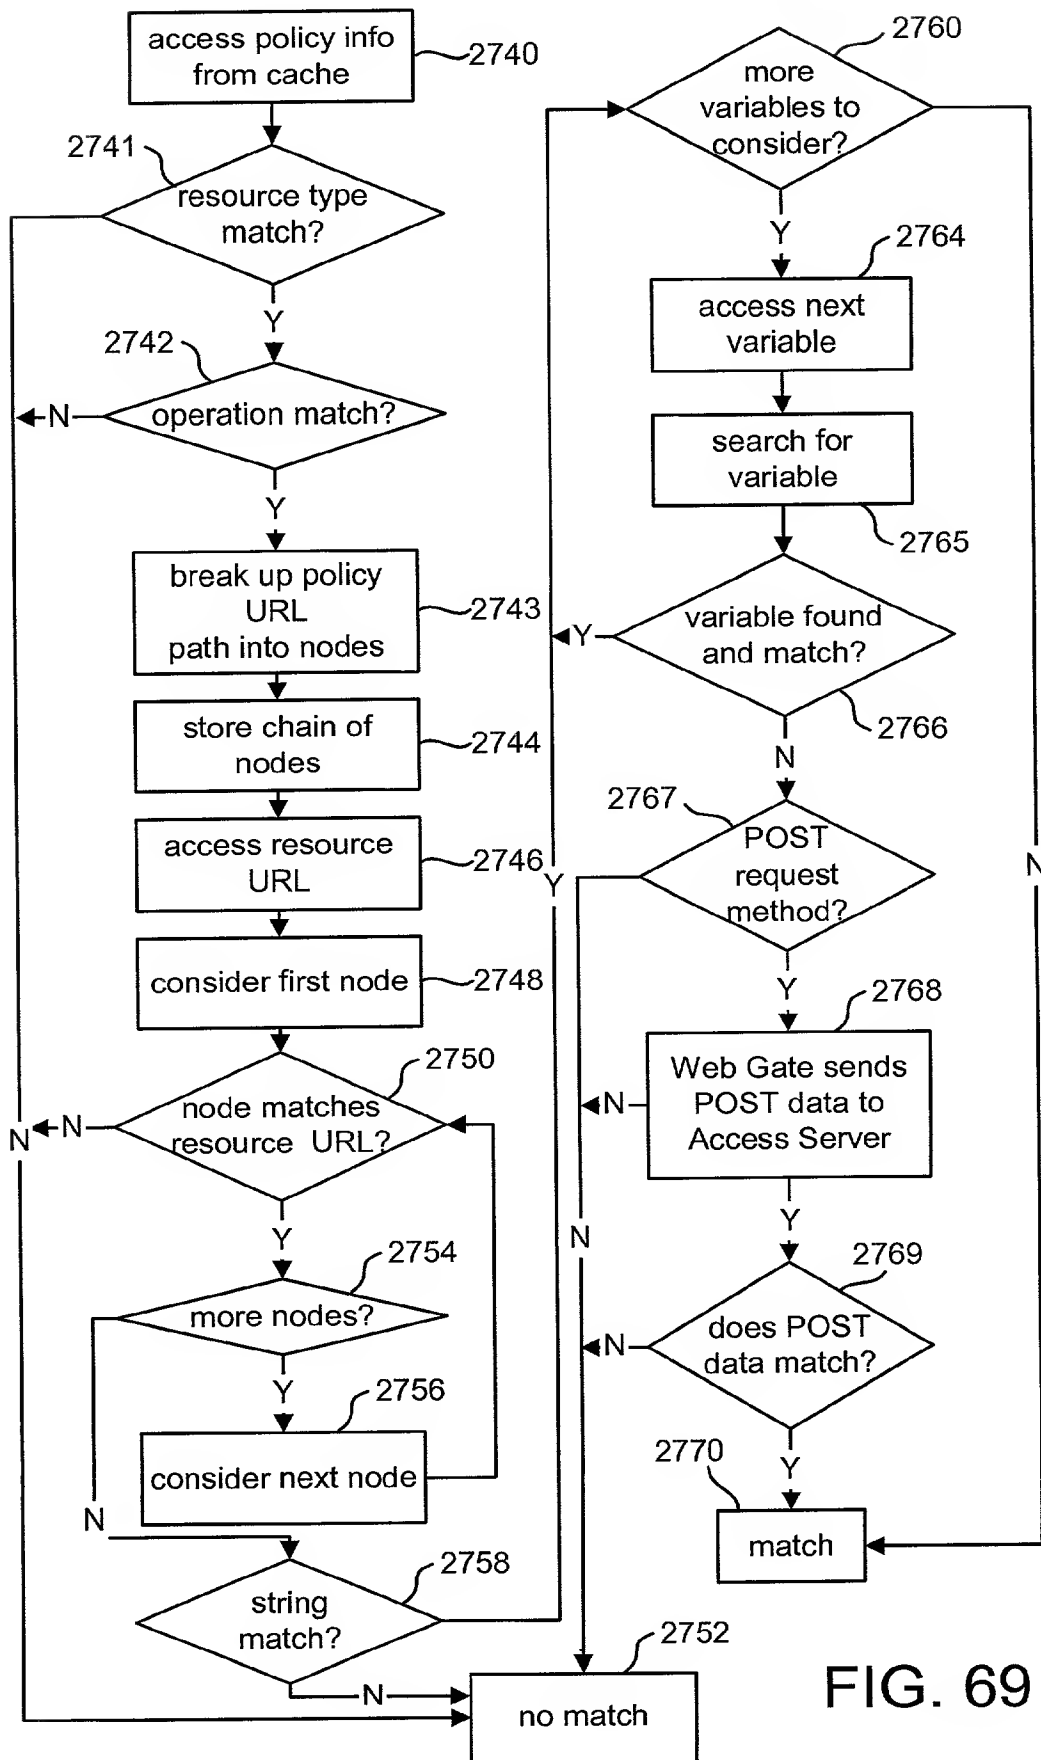 access policy info
from cache
2740
2741
resource type
match?
Y
2742
operation match?
N
Y
break up policy
URL
path into nodes
2743
store chain of
nodes
2744
access resource
URL
2746
consider first node
2748
2750
node matches
resource URL?
N
N
Y
2754
more nodes?
Y
2756
consider next node
N
2758
string
match?
N
Y
2760
more
variables to
consider?
Y
N
2764
access next
variable
search for
variable
2765
variable found
and match?
Y
2766
N
2767
POST
request
method?
Y
2768
Web Gate sends
POST data to
Access Server
N
Y
N
2769
does POST
data match?
N
Y
2770
match
2752
no match
FIG. 69